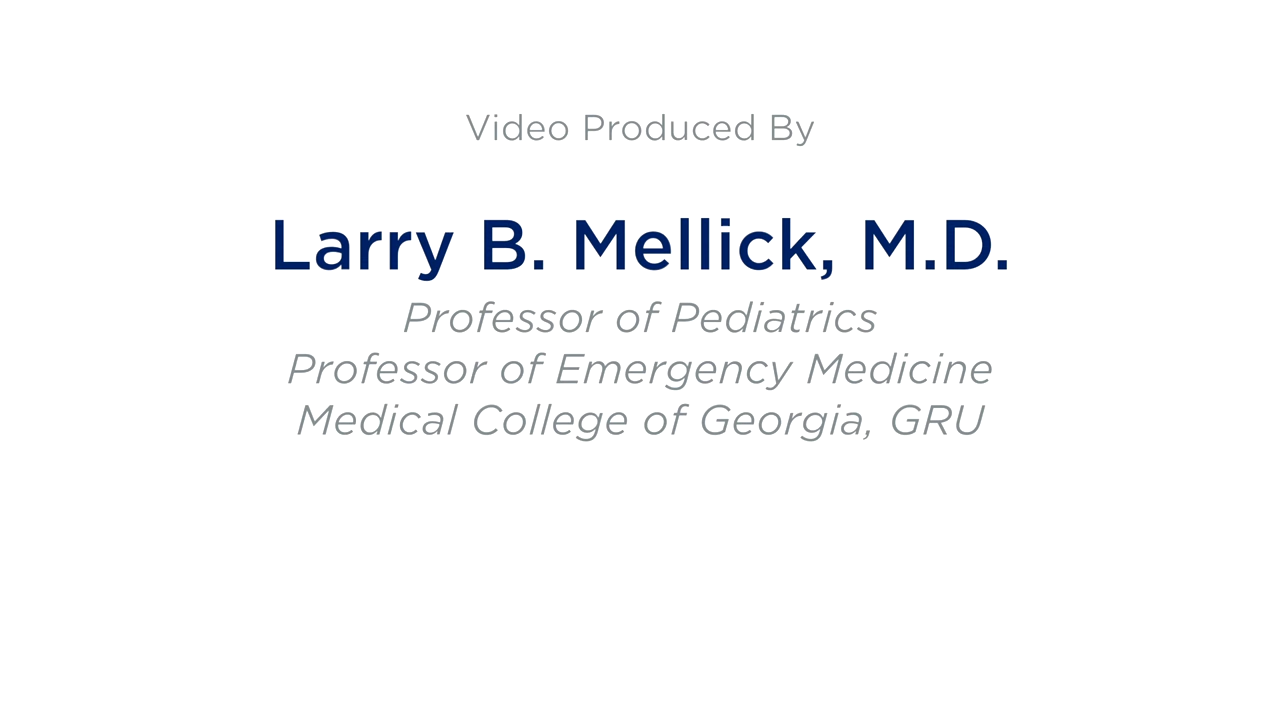 Video Produced By
Larry B. Mellick, M.D.
Professor of Pediatrics
Professor of Emergency Medicine
Medical College of Georgia, GRU